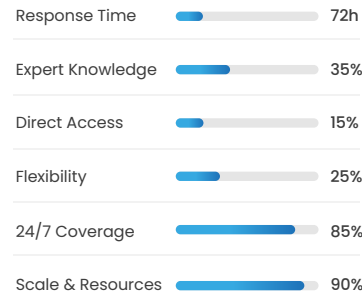 Response Time 72h
Expert Knowledge 35%
Direct Access 15%
Flexibility 25%
24/7 Coverage 85%
Scale & Resources 90%